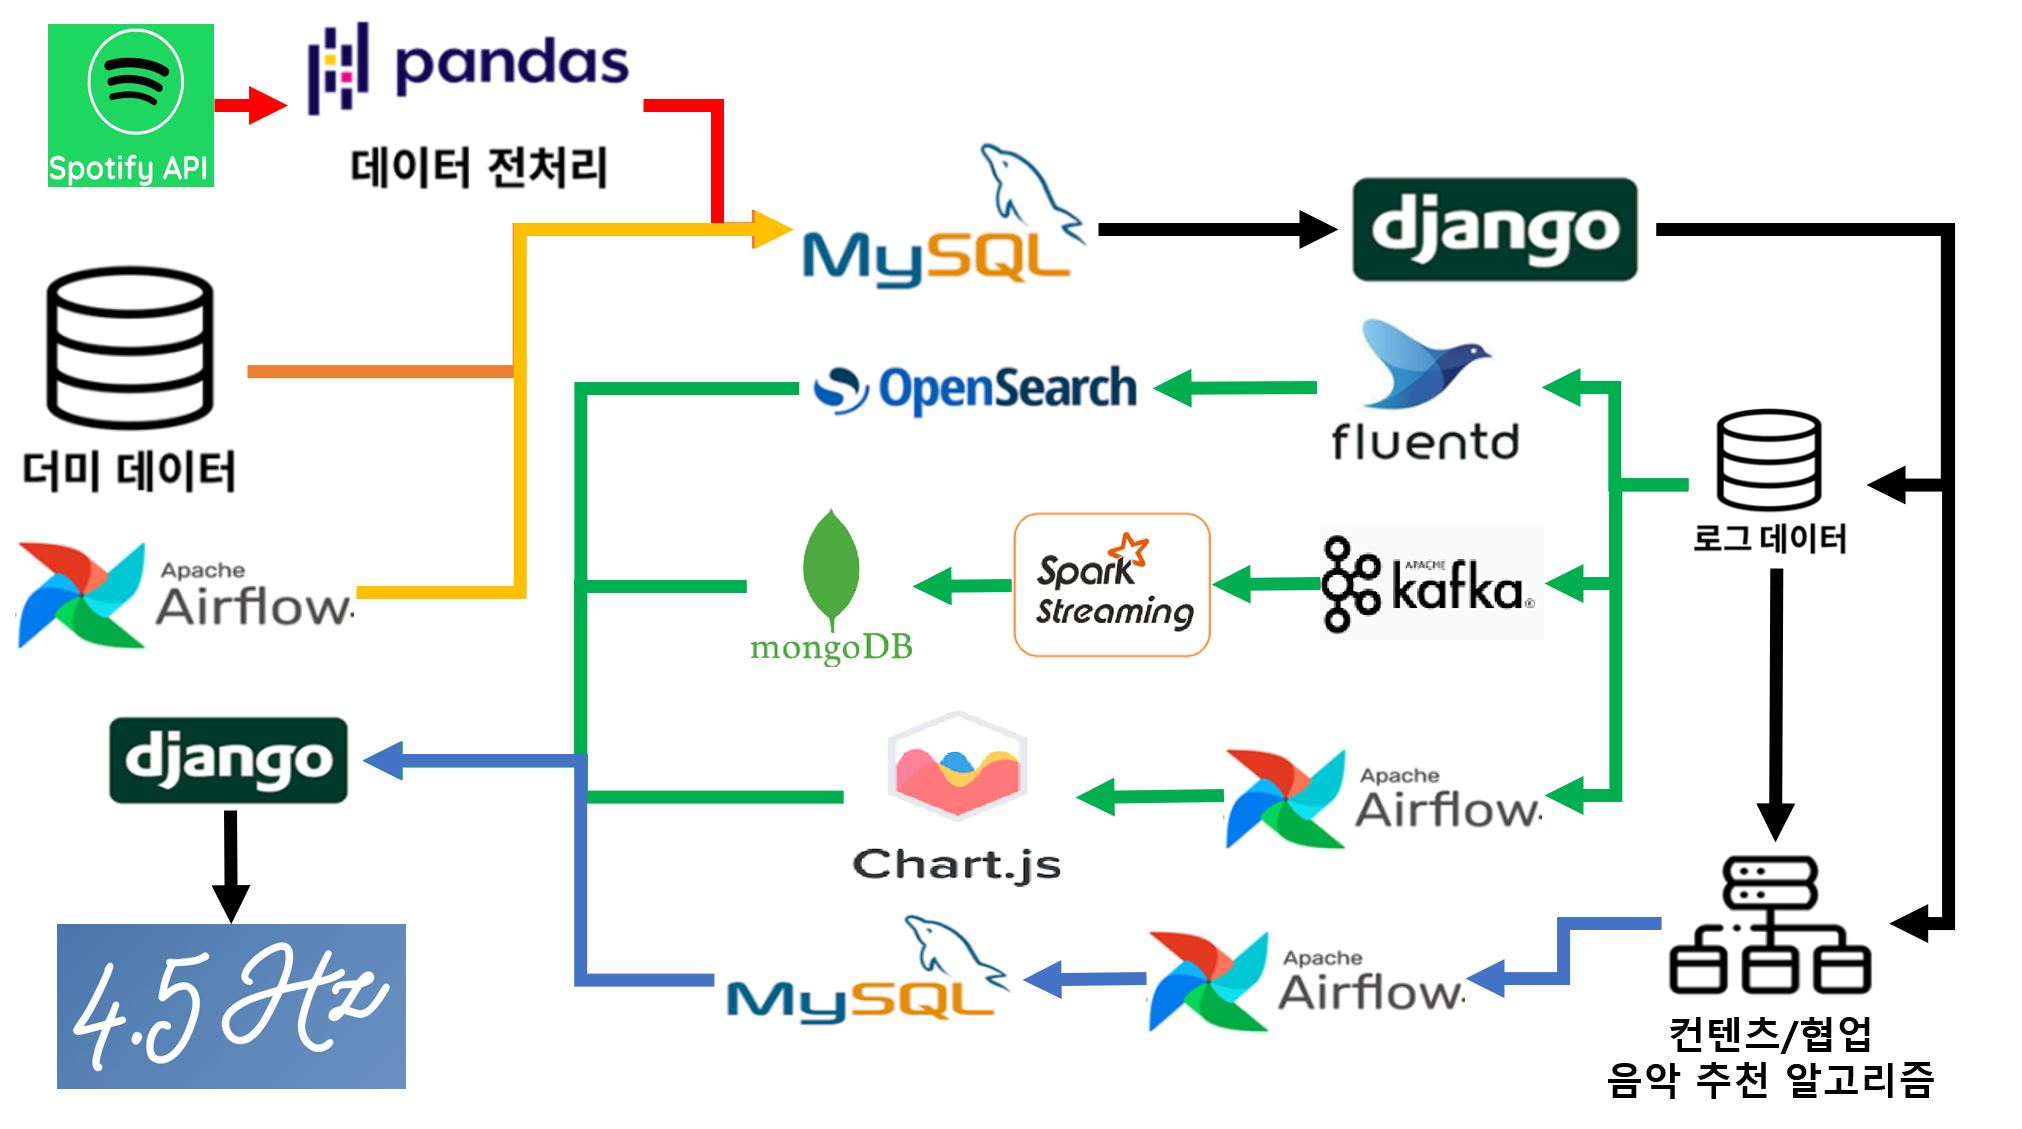 Spotify API
pandas
데이터 전처리
MySQL
django
더미 데이터
OpenSearch
fluentd
로그 데이터
Apache
Airflow
mongoDB
Spark
Streaming
APACHE
kafka
django
Chart.js
Apache
Airflow
4.5 Hz
MySQL
Apache
Airflow
컨텐츠/협업
음악 추천 알고리즘